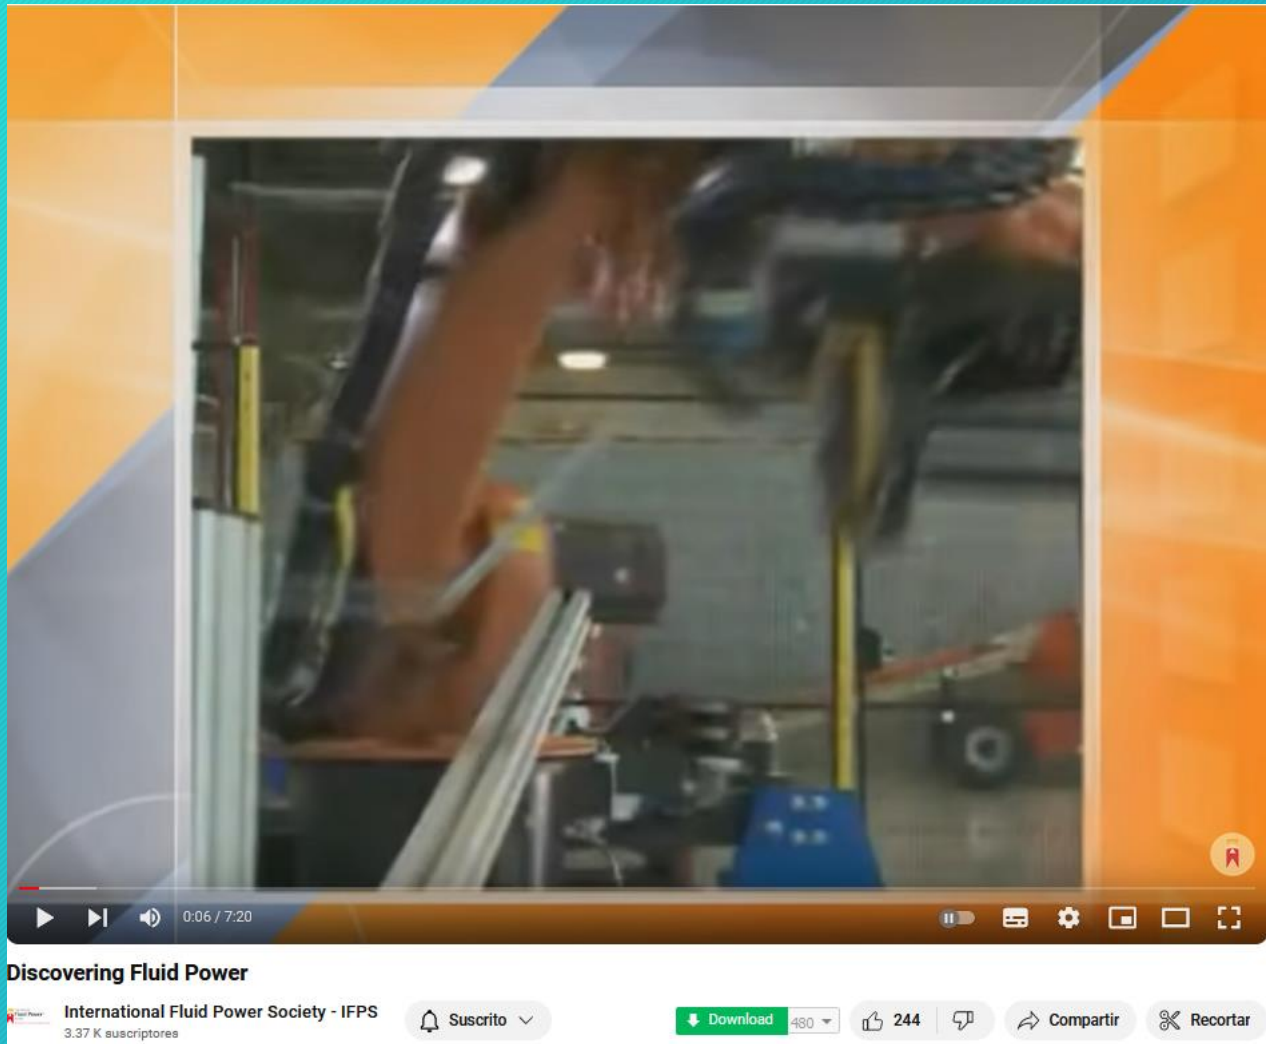 0:06 / 7:20
Discovering Fluid Power
International Fluid Power Society - IFPS
3.37 K suscriptores
Suscrito
Download
480
244
Compartir
Recortar